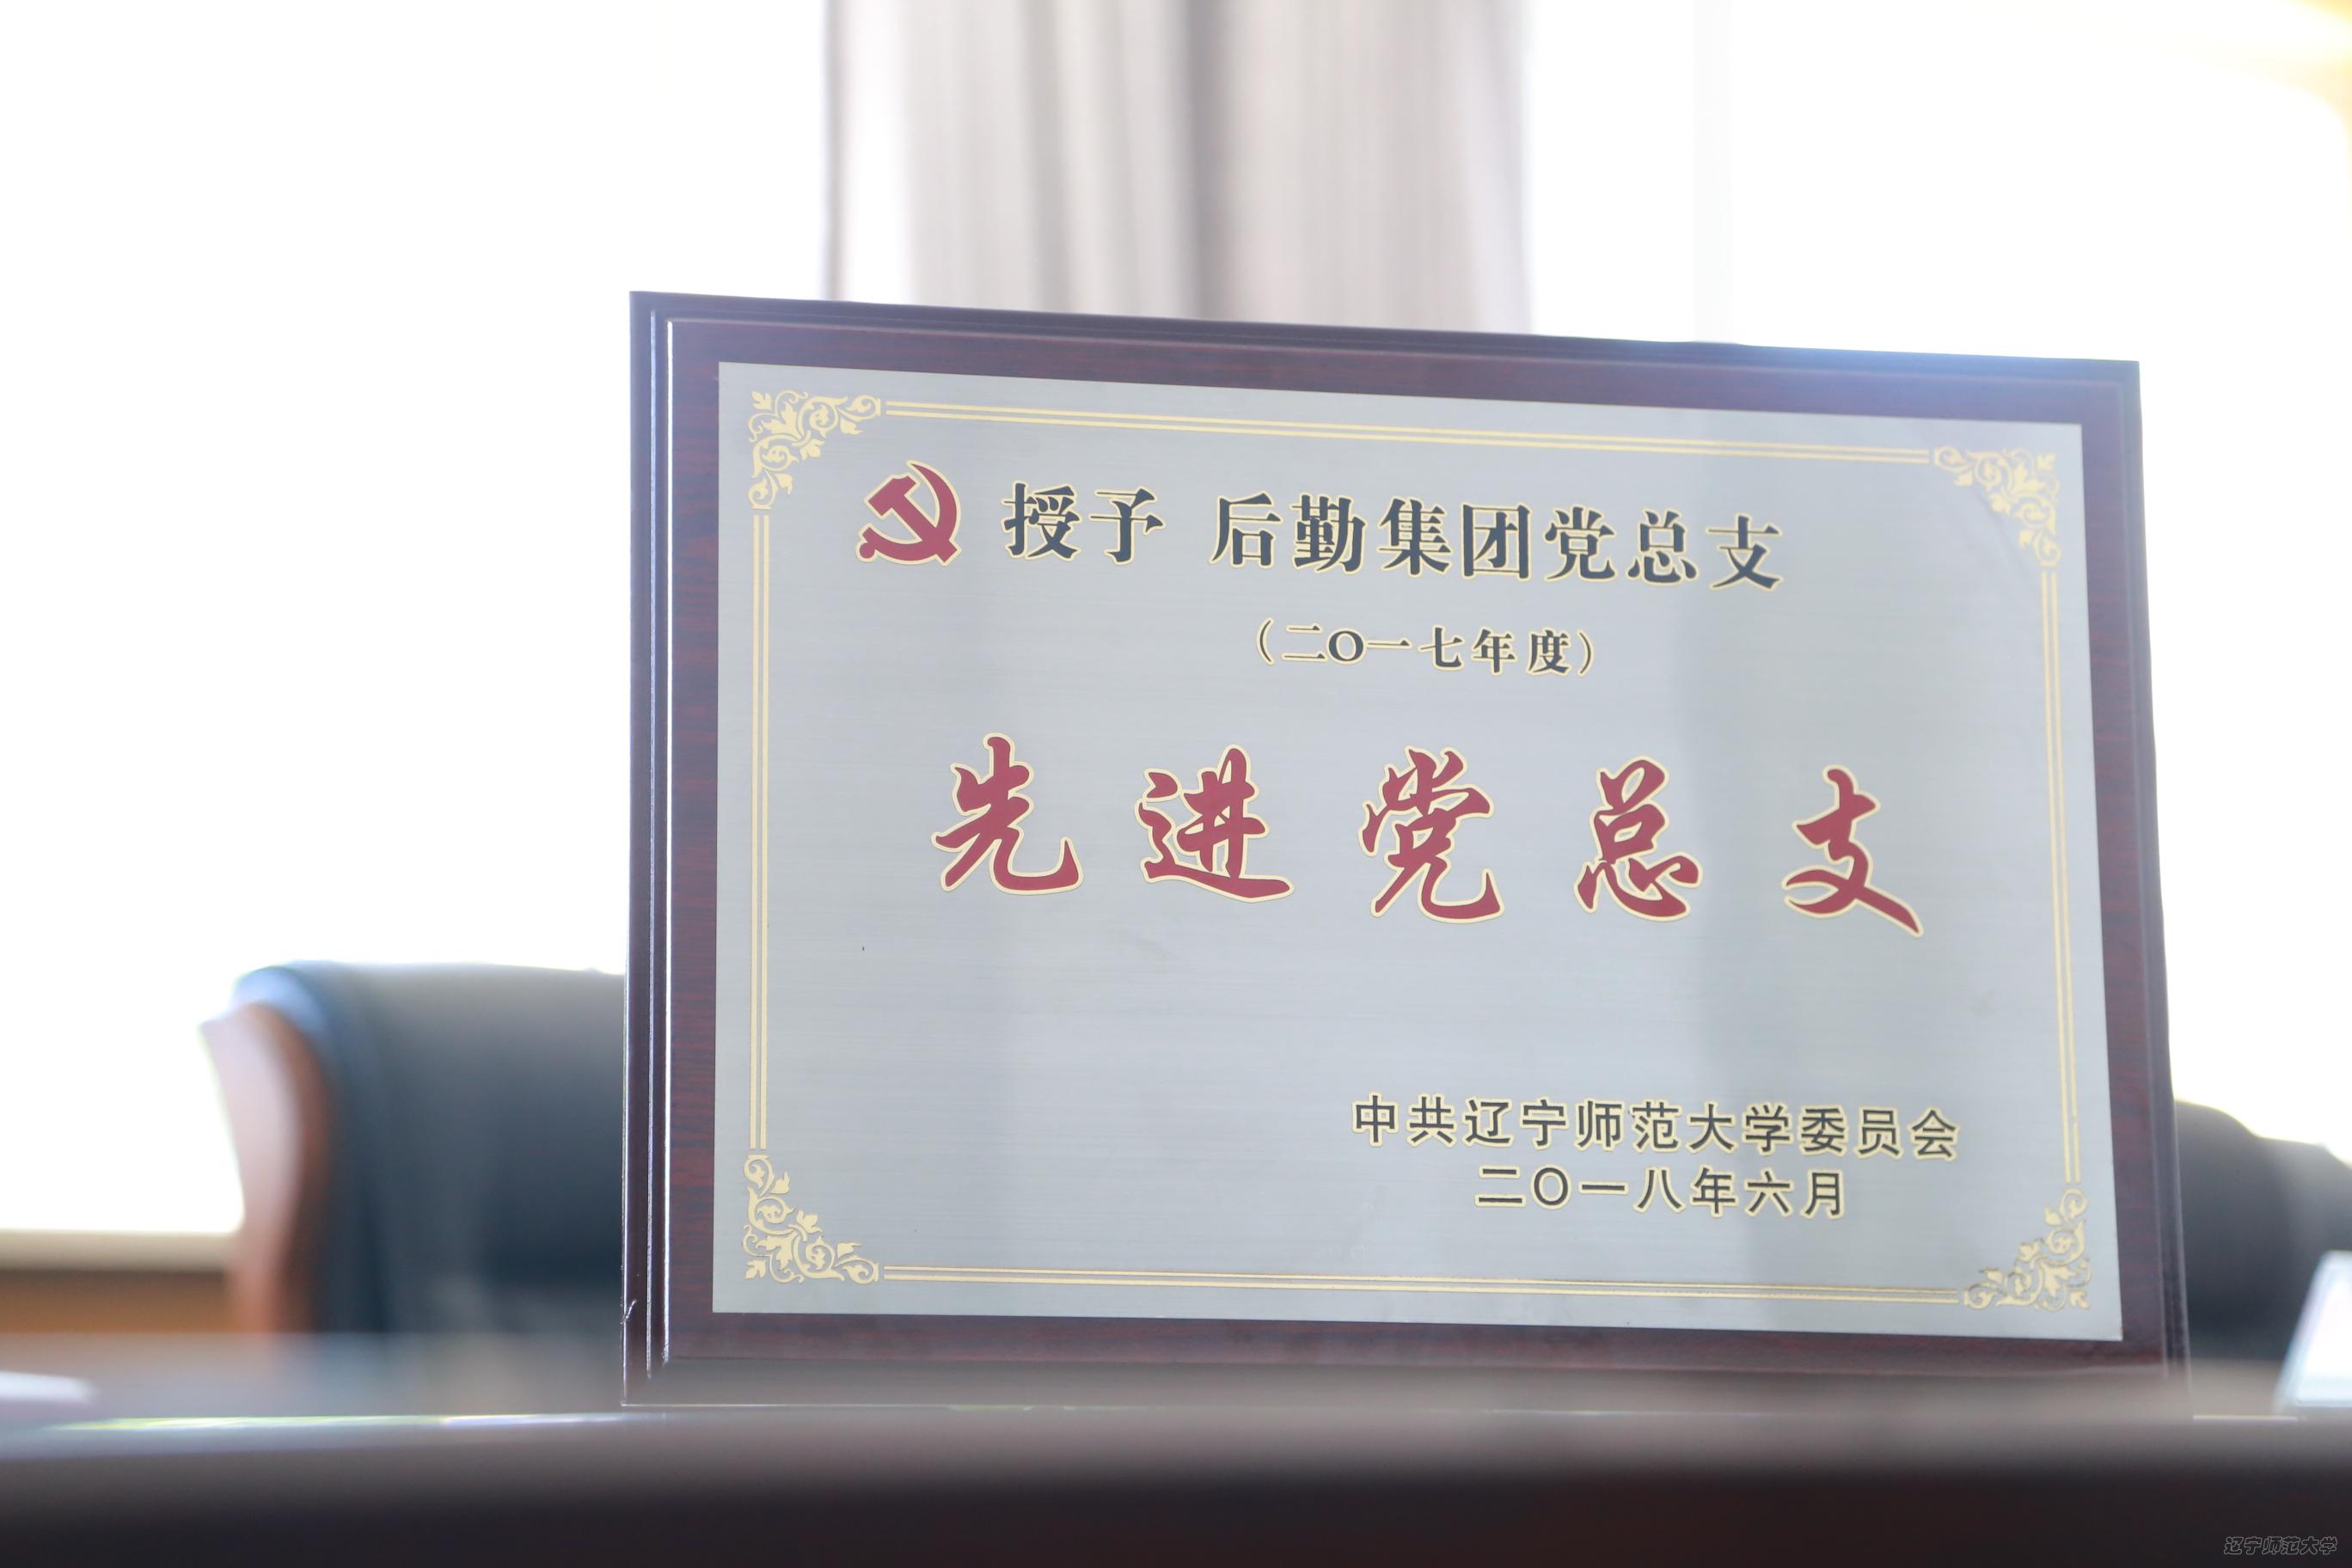 授予 后勤集团党总支
(二〇一七年度)
先进党总支
中共辽宁师范大学委员会
二〇一八年六月
辽宁师范大学